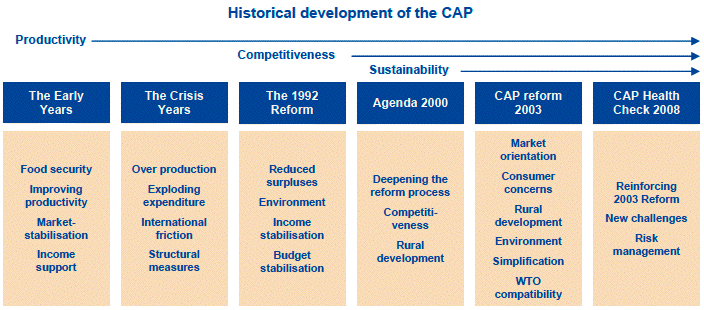 Historical development of the CAP
Productivity
Competitiveness
Sustainability
The Early
Years
The Crisis
Years
The 1992
Reform
Agenda 2000
CAP reform
2003
CAP Health
Check 2008
Food security
Improving
productivity
Market-
stabilisation
Income
support
Over production
Exploding
expenditure
International
friction
Structural
measures
Reduced
surpluses
Environment
Income
stabilisation
Budget
stabilisation
Deepening the
reform process
Competiti-
veness
Rural
development
Market
orientation
Consumer
concerns
Rural
development
Environment
Simplification
WTO
compatibility
Reinforcing
2003 Reform
New challenges
Risk
management